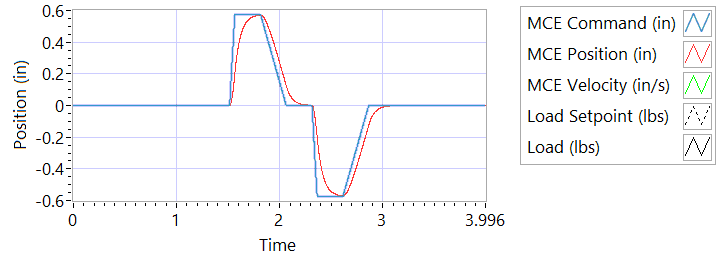 0.6
0.4
0.2
0
-0.2
-0.4
-0.6
Position (in)
0 1 2 3 3.996
Time
MCE Command (in)
MCE Position (in)
MCE Velocity (in/s)
Load Setpoint (lbs)
Load (lbs)